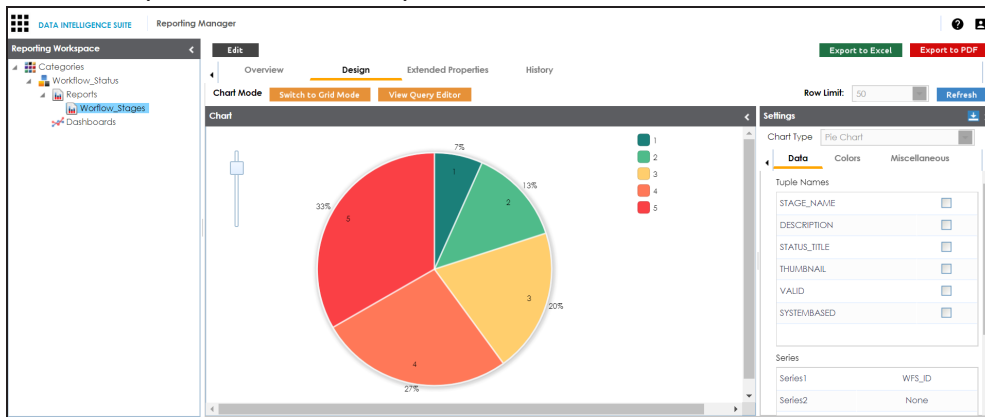 DATA INTELLIGENCE SUITE Reporting Manager
Reporting Workspace
Edit Export to Excel Export to PDF
Categories
Workflow_Status
Reports
Worflow_Stages
Dashboards
Overview Design Extended Properties History
Chart Mode Switch to Grid Mode View Query Editor Row Limit: 50 Refresh
Chart
7%
13%
20%
27%
33%
1
2
3
4
5
1
2
3
4
5
Settings
Chart Type Pie Chart
Data Colors Miscellaneous
Tuple Names
STAGE_NAME
DESCRIPTION
STATUS_TITLE
THUMBNAIL
VALID
SYSTEMBASED
Series
Series1 WFS_ID
Series2 None